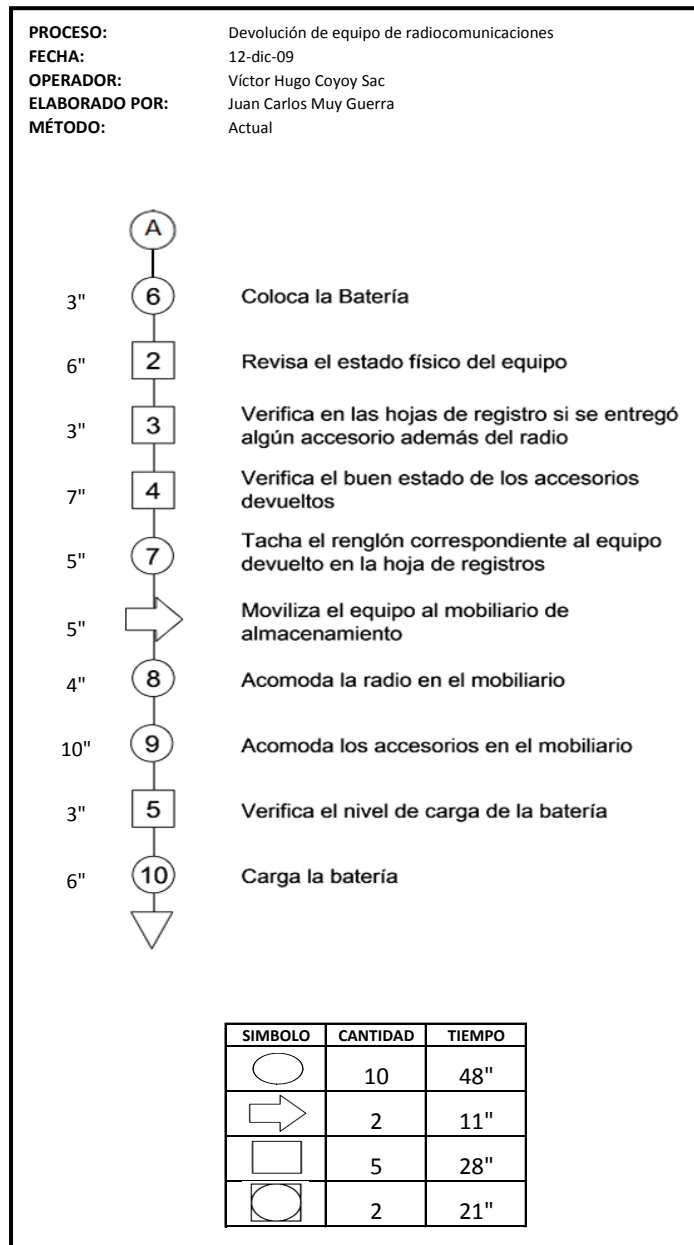 PROCESO: Devolución de equipo de radiocomunicaciones
FECHA: 12-dic-09
OPERADOR: Víctor Hugo Coyoy Sac
ELABORADO POR: Juan Carlos Muy Guerra
MÉTODO: Actual
A
3" 6 Coloca la Batería
6" 2 Revisa el estado físico del equipo
3" 3 Verifica en las hojas de registro si se entregó
algún accesorio además del radio
7" 4 Verifica el buen estado de los accesorios
devueltos
5" 7 Tacha el renglón correspondiente al equipo
devuelto en la hoja de registros
5" Moviliza el equipo al mobiliario de
almacenamiento
4" 8 Acomoda la radio en el mobiliario
10" 9 Acomoda los accesorios en el mobiliario
3" 5 Verifica el nivel de carga de la batería
6" 10 Carga la batería
SIMBOLO CANTIDAD TIEMPO
10 48"
2 11"
5 28"
2 21"